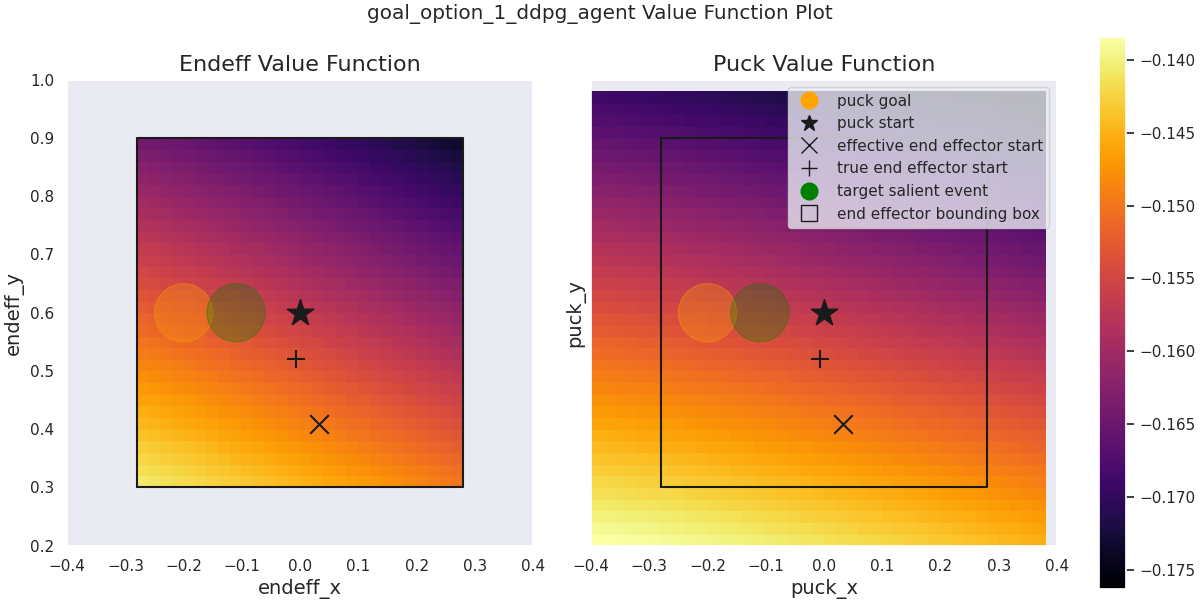 goal_option_1_ddpg_agent Value Function Plot
Endeff Value Function
1.0
0.9
0.8
0.7
0.6
0.5
0.4
0.3
0.2
endeff_y
−0.4 −0.3 −0.2 −0.1 0.0 0.1 0.2 0.3 0.4
endeff_x
Puck Value Function
puck goal
puck start
effective end effector start
true end effector start
target salient event
end effector bounding box
puck_y
−0.4 −0.3 −0.2 −0.1 0.0 0.1 0.2 0.3 0.4
puck_x
−0.140
−0.145
−0.150
−0.155
−0.160
−0.165
−0.170
−0.175